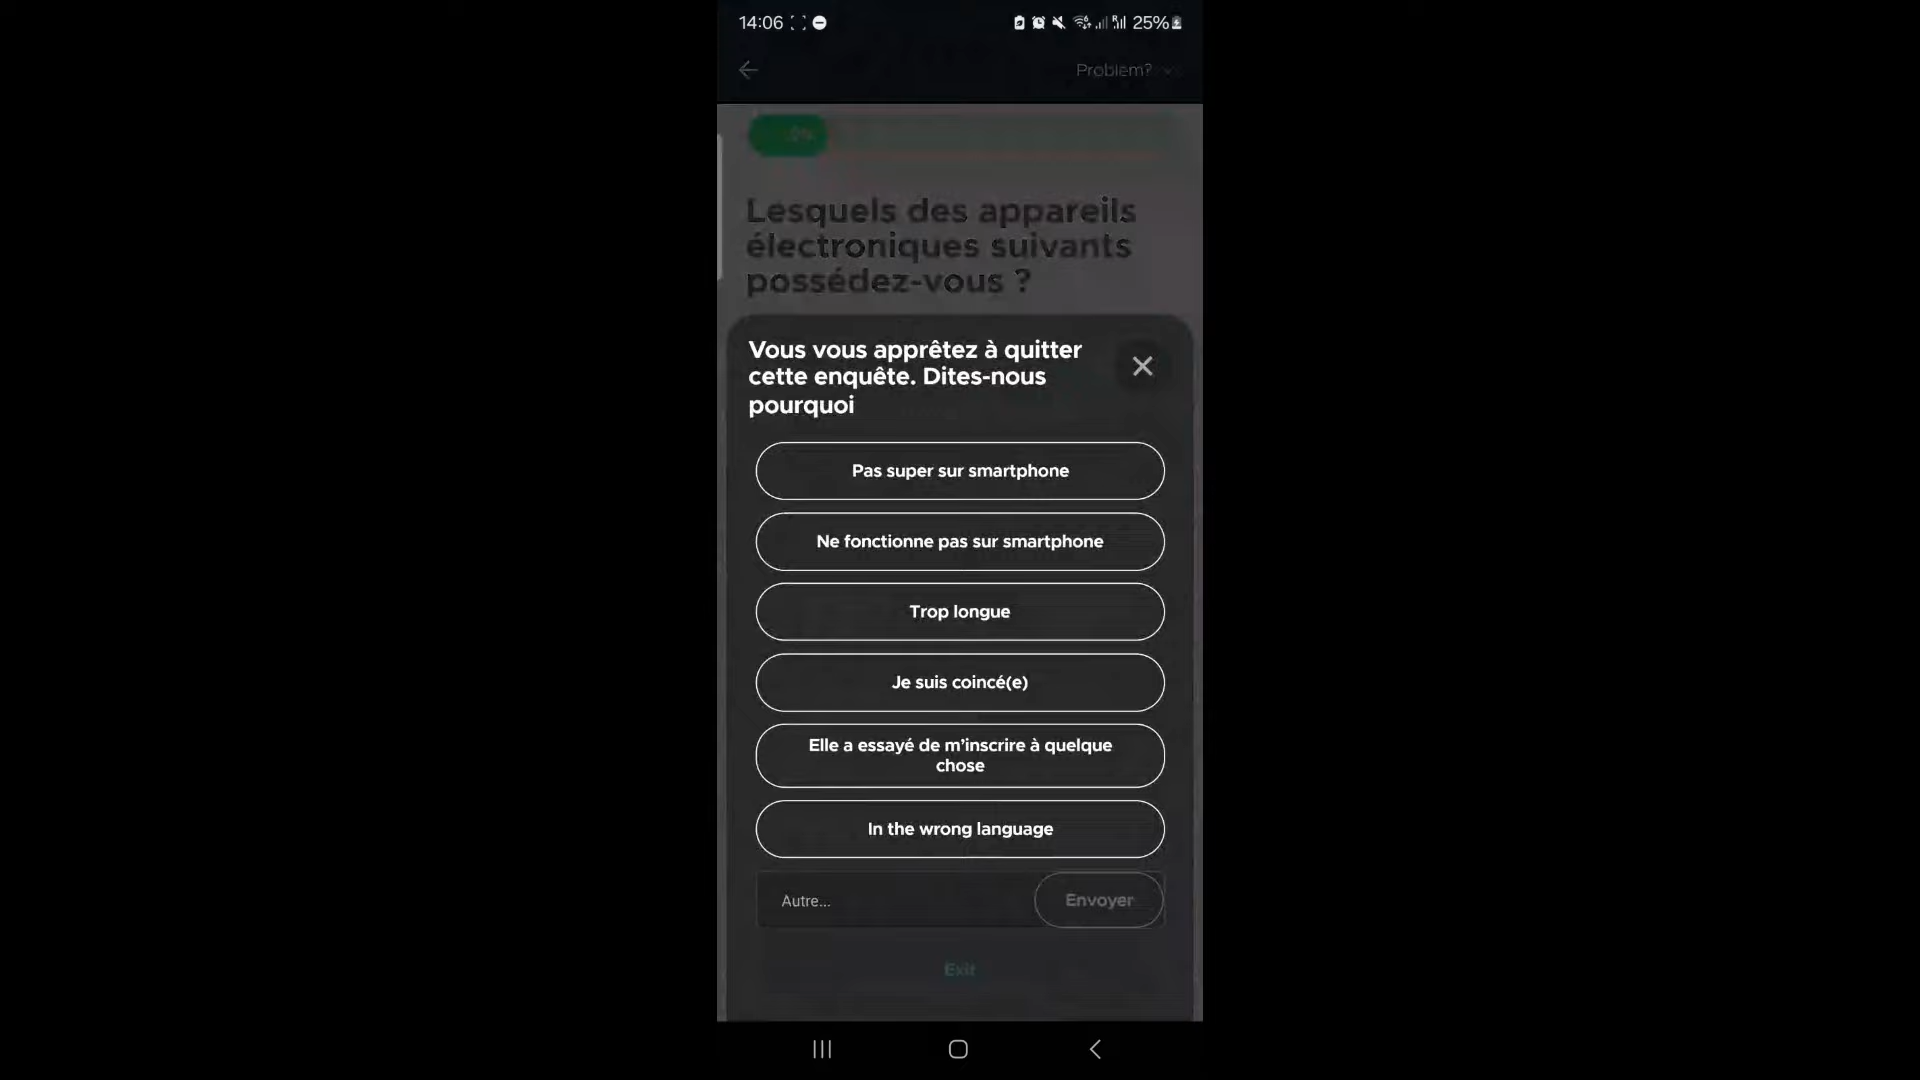 14:06
25%
Problem?
Lesquels des appareils
électroniques suivants
possédez-vous ?
Vous vous apprêtez à quitter
cette enquête. Dites-nous
pourquoi
Pas super sur smartphone
Ne fonctionne pas sur smartphone
Trop longue
Je suis coincé(e)
Elle a essayé de m'inscrire à quelque
chose
In the wrong language
Autre...
Envoyer
Exit